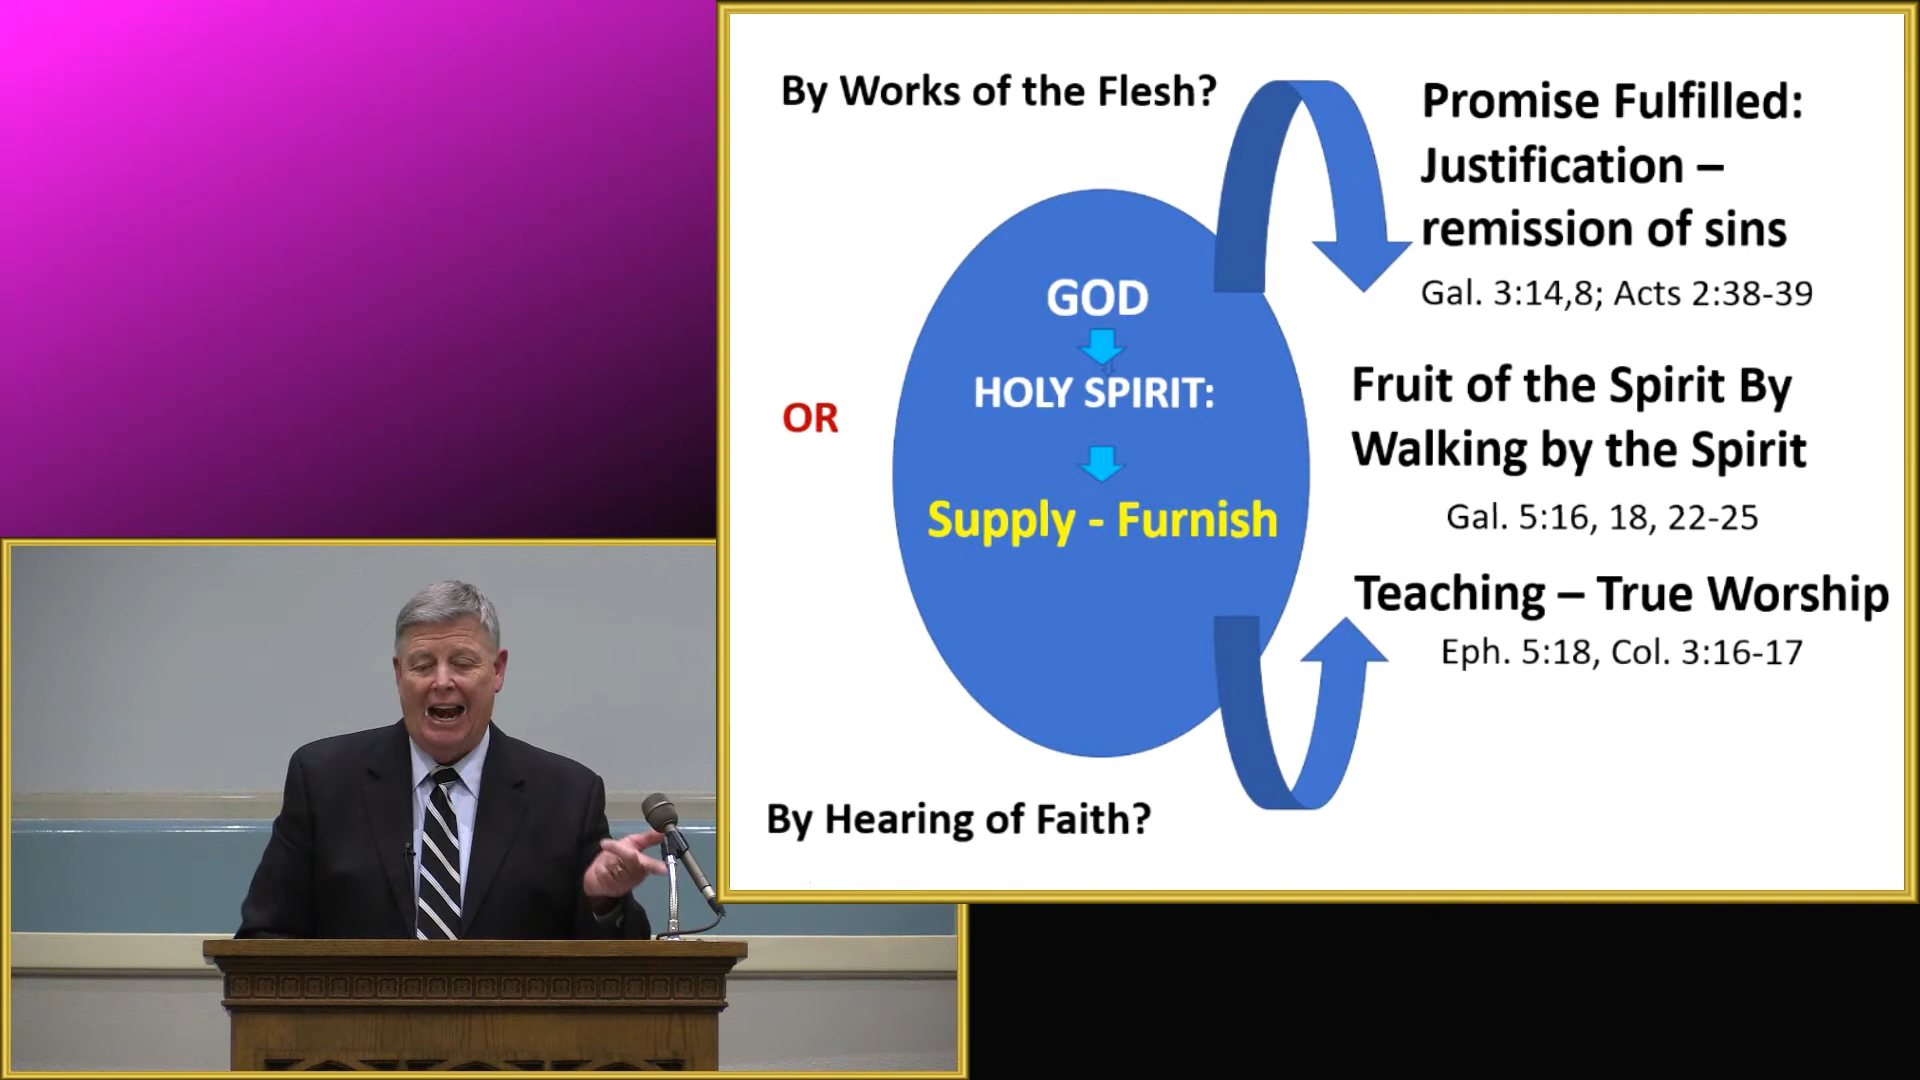 By Works of the Flesh?
OR
By Hearing of Faith?
GOD
HOLY SPIRIT:
Supply - Furnish
Promise Fulfilled:
Justification –
remission of sins
Gal. 3:14,8; Acts 2:38-39
Fruit of the Spirit By
Walking by the Spirit
Gal. 5:16, 18, 22-25
Teaching – True Worship
Eph. 5:18, Col. 3:16-17